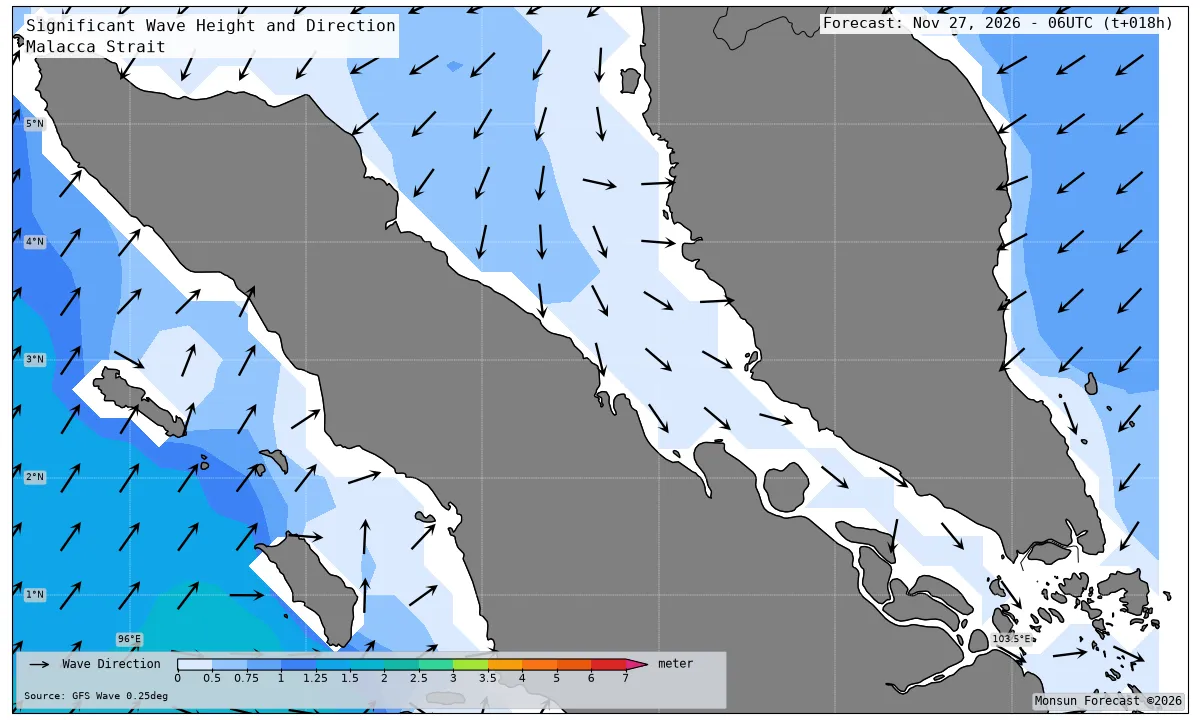 Significant Wave Height and Direction
Malacca Strait
Forecast: Nov 27, 2026 - 06UTC (t+018h)
5°N
4°N
3°N
2°N
1°N
96°E
103.5°E
Wave Direction
meter
0 0.5 0.75 1 1.25 1.5 2 2.5 3 3.5 4 5 6 7
Source: GFS Wave 0.25deg
Monsun Forecast ©2026